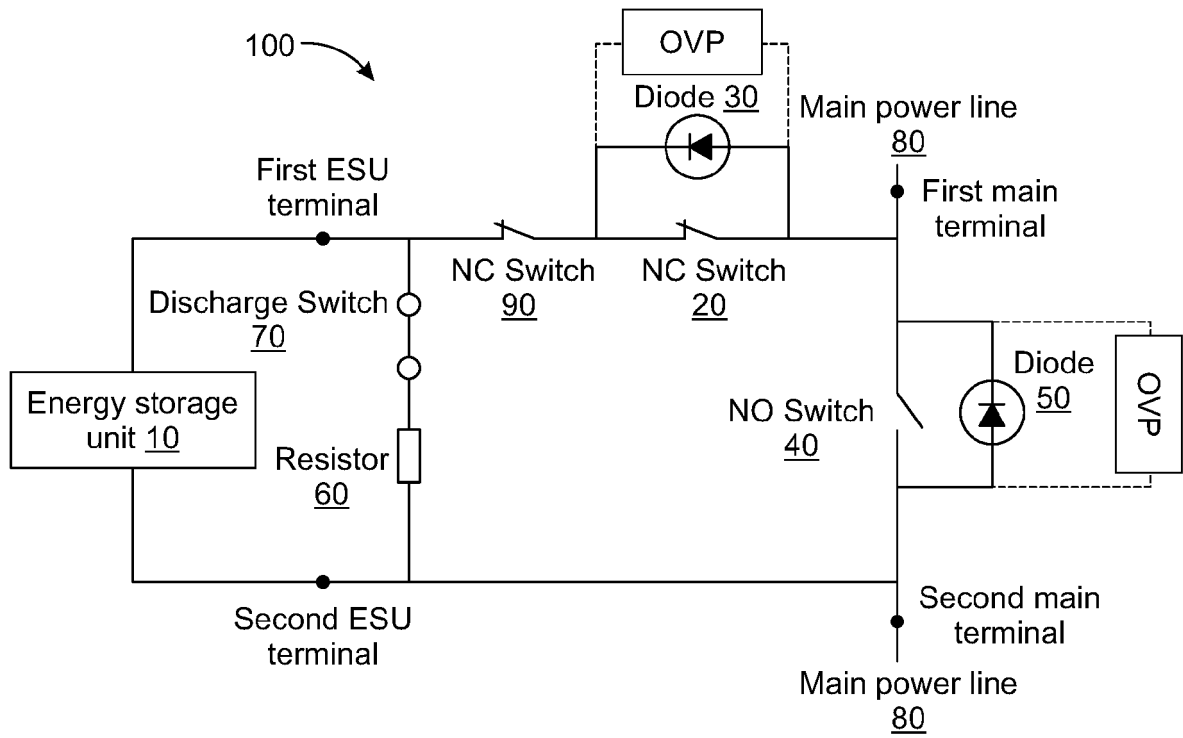 100
OVP
Diode 30
Main power line
80
First ESU
terminal
First main
terminal
NC Switch
90
NC Switch
20
Discharge Switch
70
Energy storage
unit 10
Resistor
60
NO Switch
40
Diode
50
OVP
Second ESU
terminal
Second main
terminal
Main power line
80